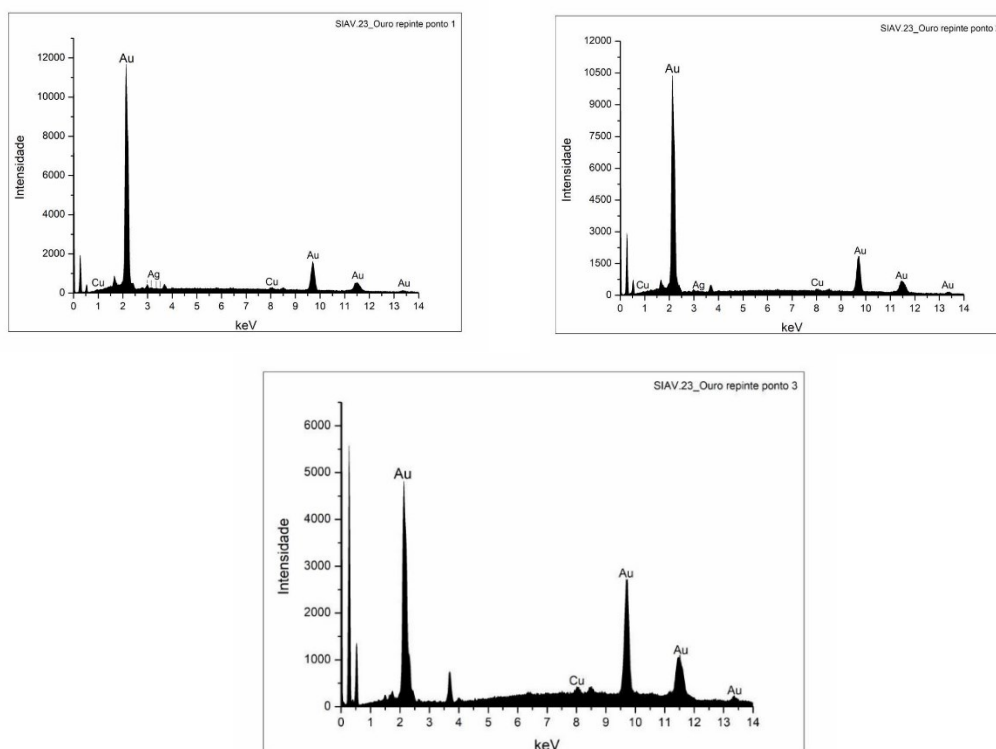 SIAV.23_Ouro repinte ponto 1
12000
10000
8000
6000
4000
2000
0
Intensidade
Au
Cu
Ag
Cu
Au
Au
Au
0 1 2 3 4 5 6 7 8 9 10 11 12 13 14
keV
SIAV.23_Ouro repinte ponto
12000
10500
9000
7500
6000
4500
3000
1500
0
Intensidade
Au
Cu
Ag
Cu
Au
Au
Au
0 1 2 3 4 5 6 7 8 9 10 11 12 13 14
keV
SIAV.23_Ouro repinte ponto 3
6000
5000
4000
3000
2000
1000
0
Intensidade
Au
Cu
Au
Au
Au
0 1 2 3 4 5 6 7 8 9 10 11 12 13 14
keV